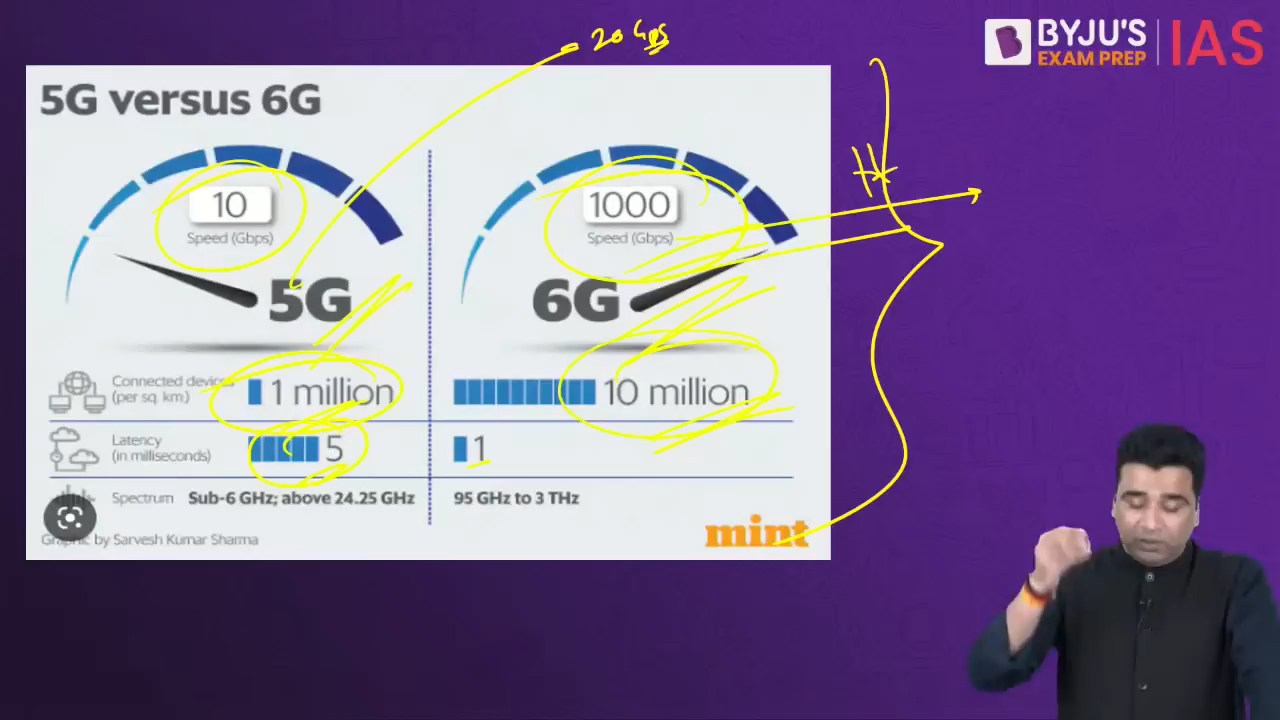 20 Gbps
BYJU'S
EXAM PREP
IAS
5G versus 6G
10
Speed (Gbps)
5G
1000
Speed (Gbps)
6G
Connected devices
(per sq. km)
1 million
10 million
Latency
(in milliseconds)
5
1
Spectrum
Sub-6 GHz; above 24.25 GHz
95 GHz to 3 THz
mint
Graphic by Sarvesh Kumar Sharma